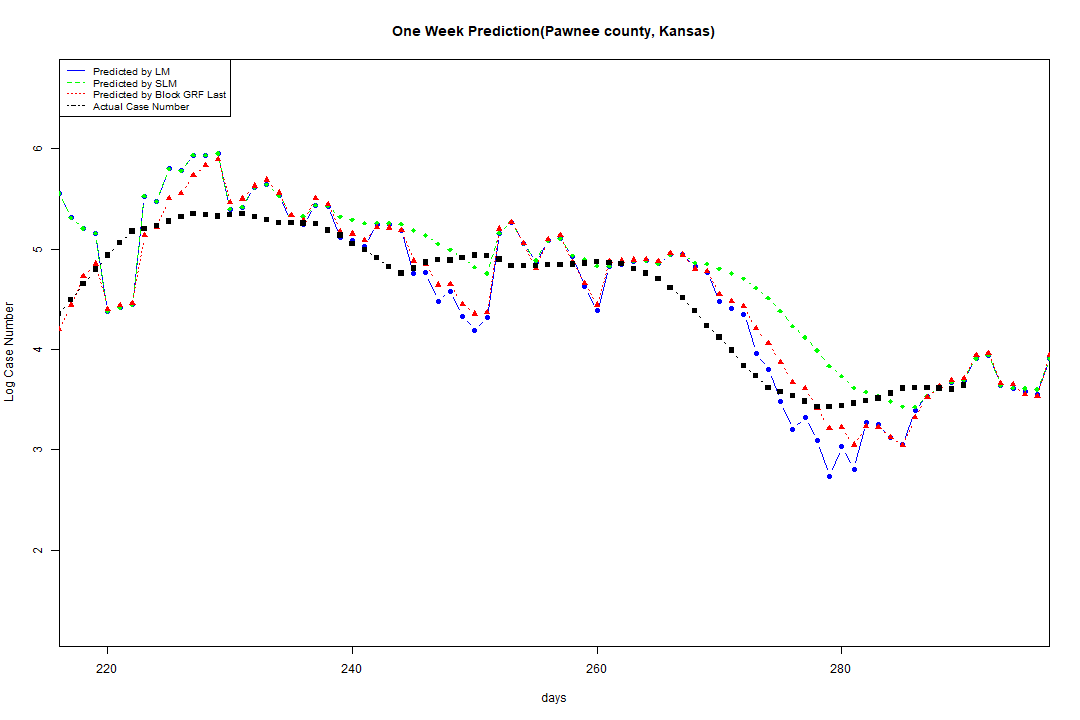 One Week Prediction(Pawnee county, Kansas)
Predicted by LM
Predicted by SLM
Predicted by Block GRF Last
Actual Case Number
6
5
4
3
2
Log Case Number
220
240
260
280
days